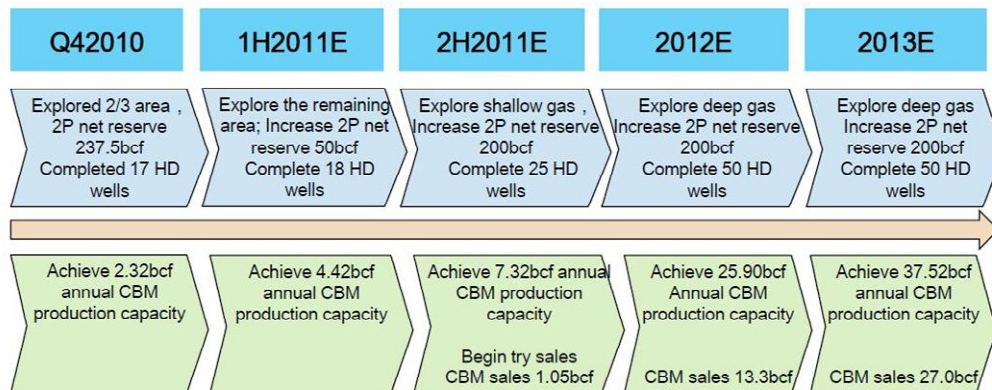 Q42010
1H2011E
2H2011E
2012E
2013E
Explored 2/3 area ,
2P net reserve
237.5bcf
Completed 17 HD
wells
Explore the remaining
area; Increase 2P net
reserve 50bcf
Complete 18 HD
wells
Explore shallow gas ,
Increase 2P net reserve
200bcf
Complete 25 HD
wells
Explore deep gas
Increase 2P net reserve
200bcf
Complete 50 HD
wells
Explore deep gas
Increase 2P net
reserve 200bcf
Complete 50 HD
wells
Achieve 2.32bcf
annual CBM
production capacity
Achieve 4.42bcf
annual CBM
production capacity
Achieve 7.32bcf annual
CBM production
capacity
Begin try sales
CBM sales 1.05bcf
Achieve 25.90bcf
Annual CBM
production capacity
CBM sales 13.3bcf
Achieve 37.52bcf
annual CBM
production capacity
CBM sales 27.0bcf